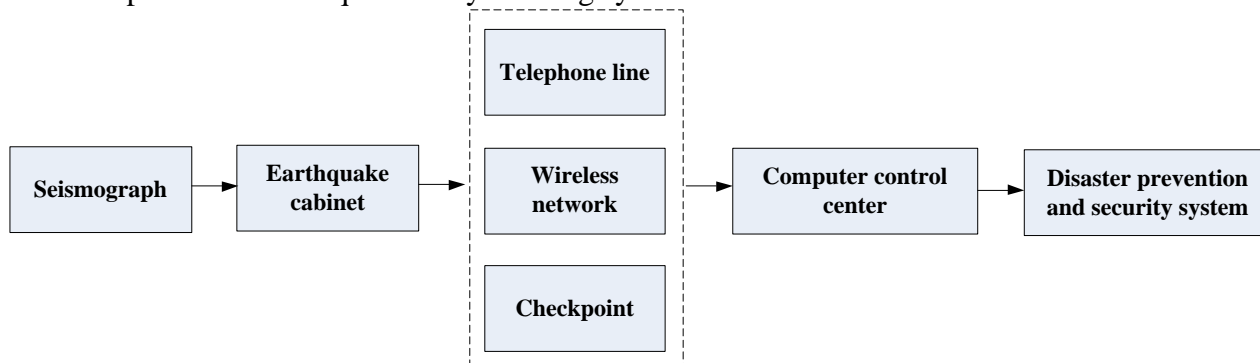 Telephone line
Seismograph
Earthquake
cabinet
Wireless
network
Checkpoint
Computer control
center
Disaster prevention
and security system